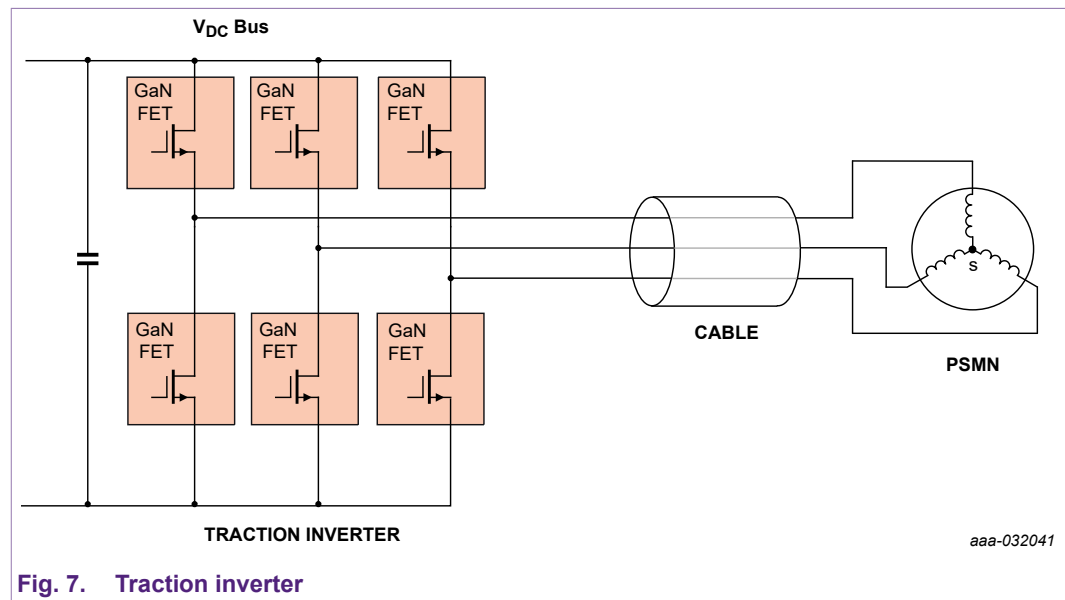 VDC Bus
GaN
FET
GaN
FET
GaN
FET
GaN
FET
GaN
FET
GaN
FET
CABLE
S
PSMN
TRACTION INVERTER
aaa-032041
Fig. 7. Traction inverter